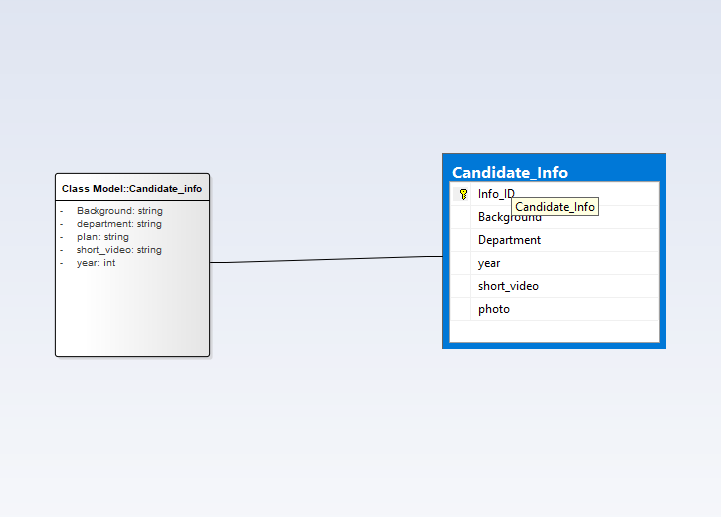 Class Model::Candidate_info
- Background: string
- department: string
- plan: string
- short_video: string
- year: int
Candidate_Info
Info_ID
Candidate_Info
Background
Department
year
short_video
photo